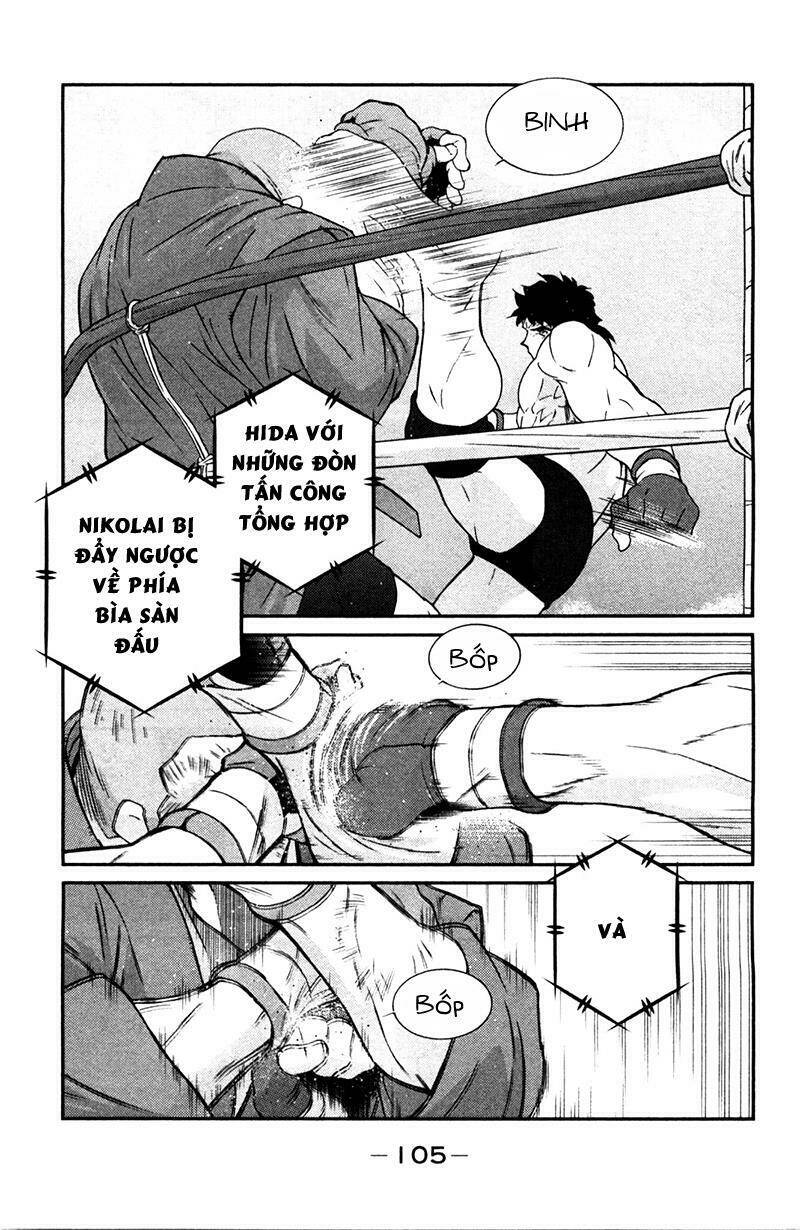 BINH
HIDA VỚI
NHỮNG ĐÒN
TẤN CÔNG
TỔNG HỢP
NIKOLAI BỊ
ĐẨY NGƯỢC
VỀ PHÍA
BÌA SÀN
ĐẤU
BỐP
VÀ
BỐP
-105-